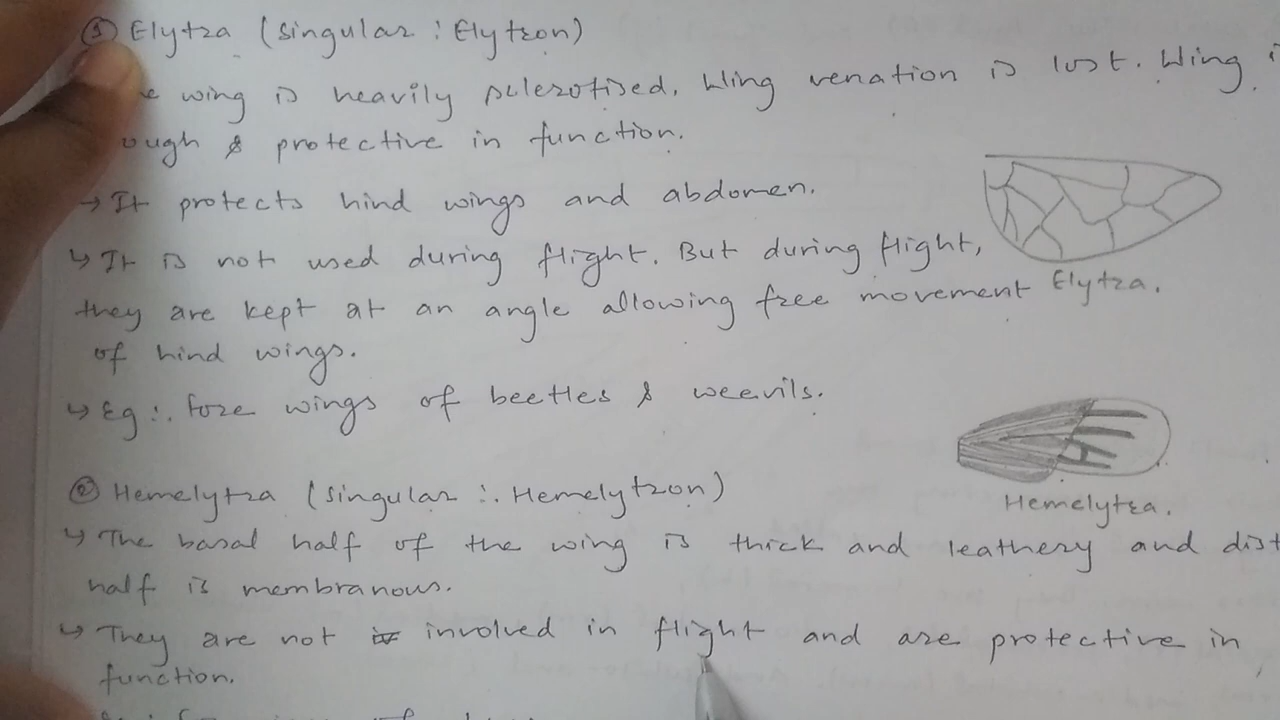 ① Elytra (Singular : Elytron)
wing is heavily sclerotised. Wing venation is lost. Wing
ough & protective in function.
→ It protects hind wings and abdomen.
↳ It is not used during flight. But during flight,
they are kept at an angle allowing free movement
of hind wings.
Elytra.
↳ Eg :. fore wings of beetles & weevils.
② Hemelytra (Singular :. Hemelytron)
Hemelytra.
↳ The basal half of the wing is thick and leathery and dist
half is membranous.
↳ They are not involved in flight and are protective in
function.